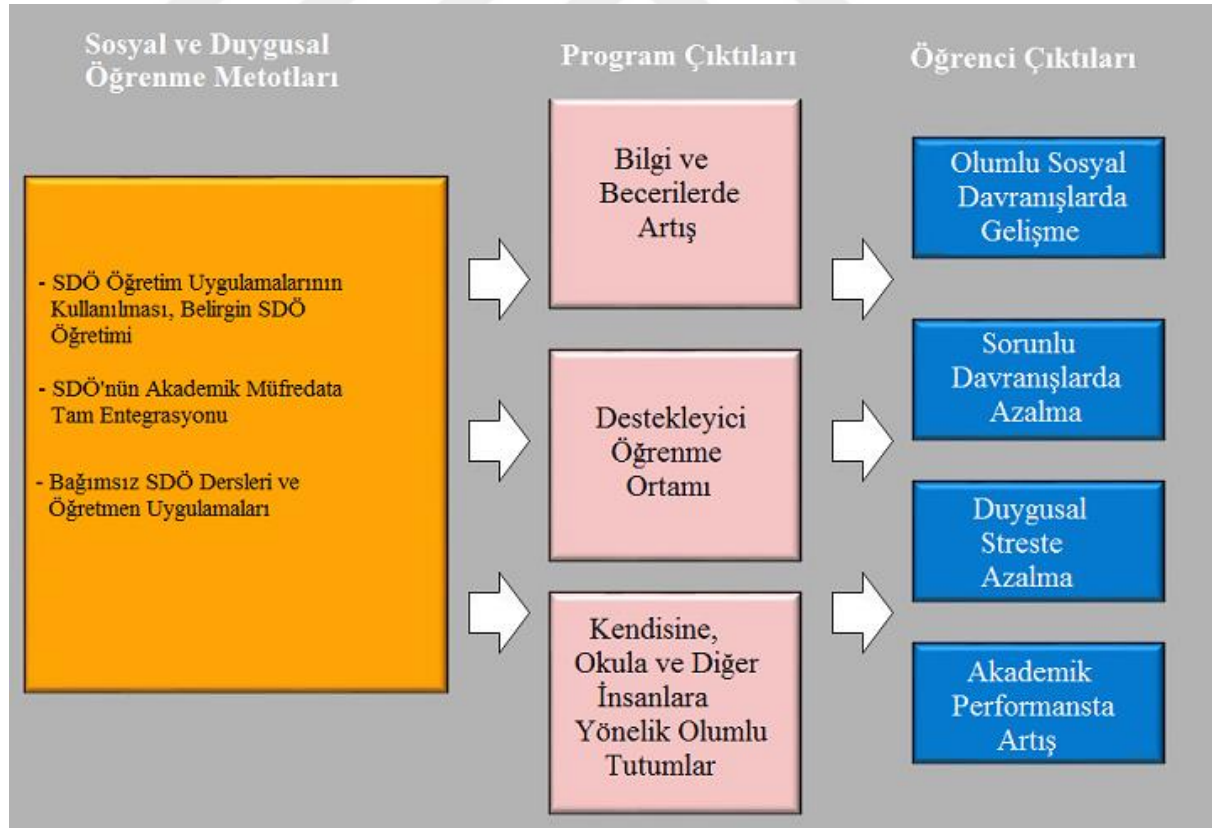 Sosyal ve Duygusal
Öğrenme Metotları
Program Çıktıları
Öğrenci Çıktıları
- SDÖ Öğretim Uygulamalarının
Kullanılması, Belirgin SDÖ
Öğretimi
- SDÖ'nün Akademik Müfredata
Tam Entegrasyonu
- Bağımsız SDÖ Dersleri ve
Öğretmen Uygulamaları
Bilgi ve
Becerilerde
Artış
Destekleyici
Öğrenme
Ortamı
Kendisine,
Okula ve Diğer
İnsanlara
Yönelik Olumlu
Tutumlar
Olumlu Sosyal
Davranışlarda
Gelişme
Sorunlu
Davranışlarda
Azalma
Duygusal
Streste
Azalma
Akademik
Performansta
Artış